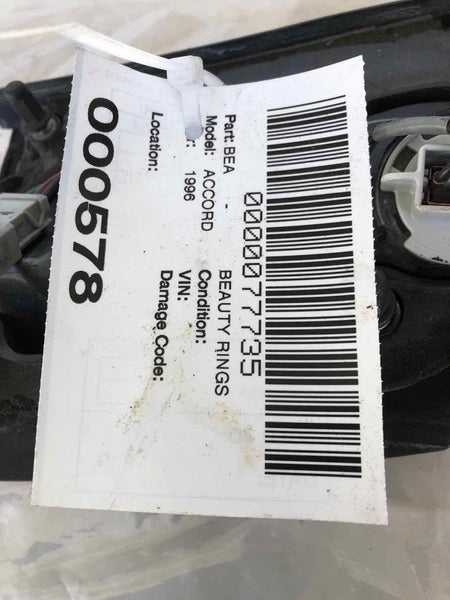 0000077735
Part: BEA - BEAUTY RINGS
Model: ACCORD Condition:
r: 1996 VIN:
Location: Damage Code:
000578